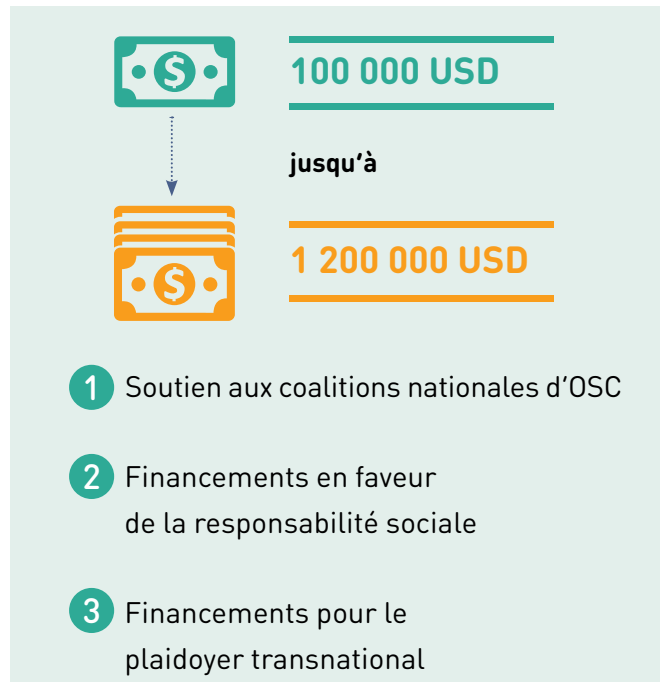 100 000 USD
jusqu’à
1 200 000 USD
1 Soutien aux coalitions nationales d’OSC
2 Financements en faveur
de la responsabilité sociale
3 Financements pour le
plaidoyer transnational